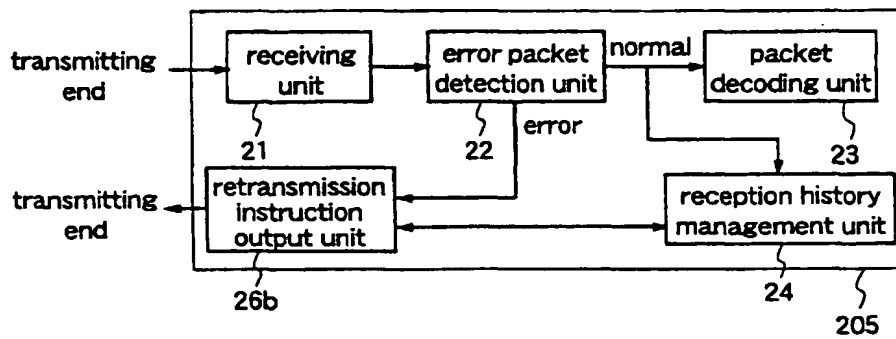 transmitting
end
receiving
unit
21
error packet
detection unit
22
normal
error
packet
decoding unit
23
transmitting
end
retransmission
instruction
output unit
26b
reception history
management unit
24
205